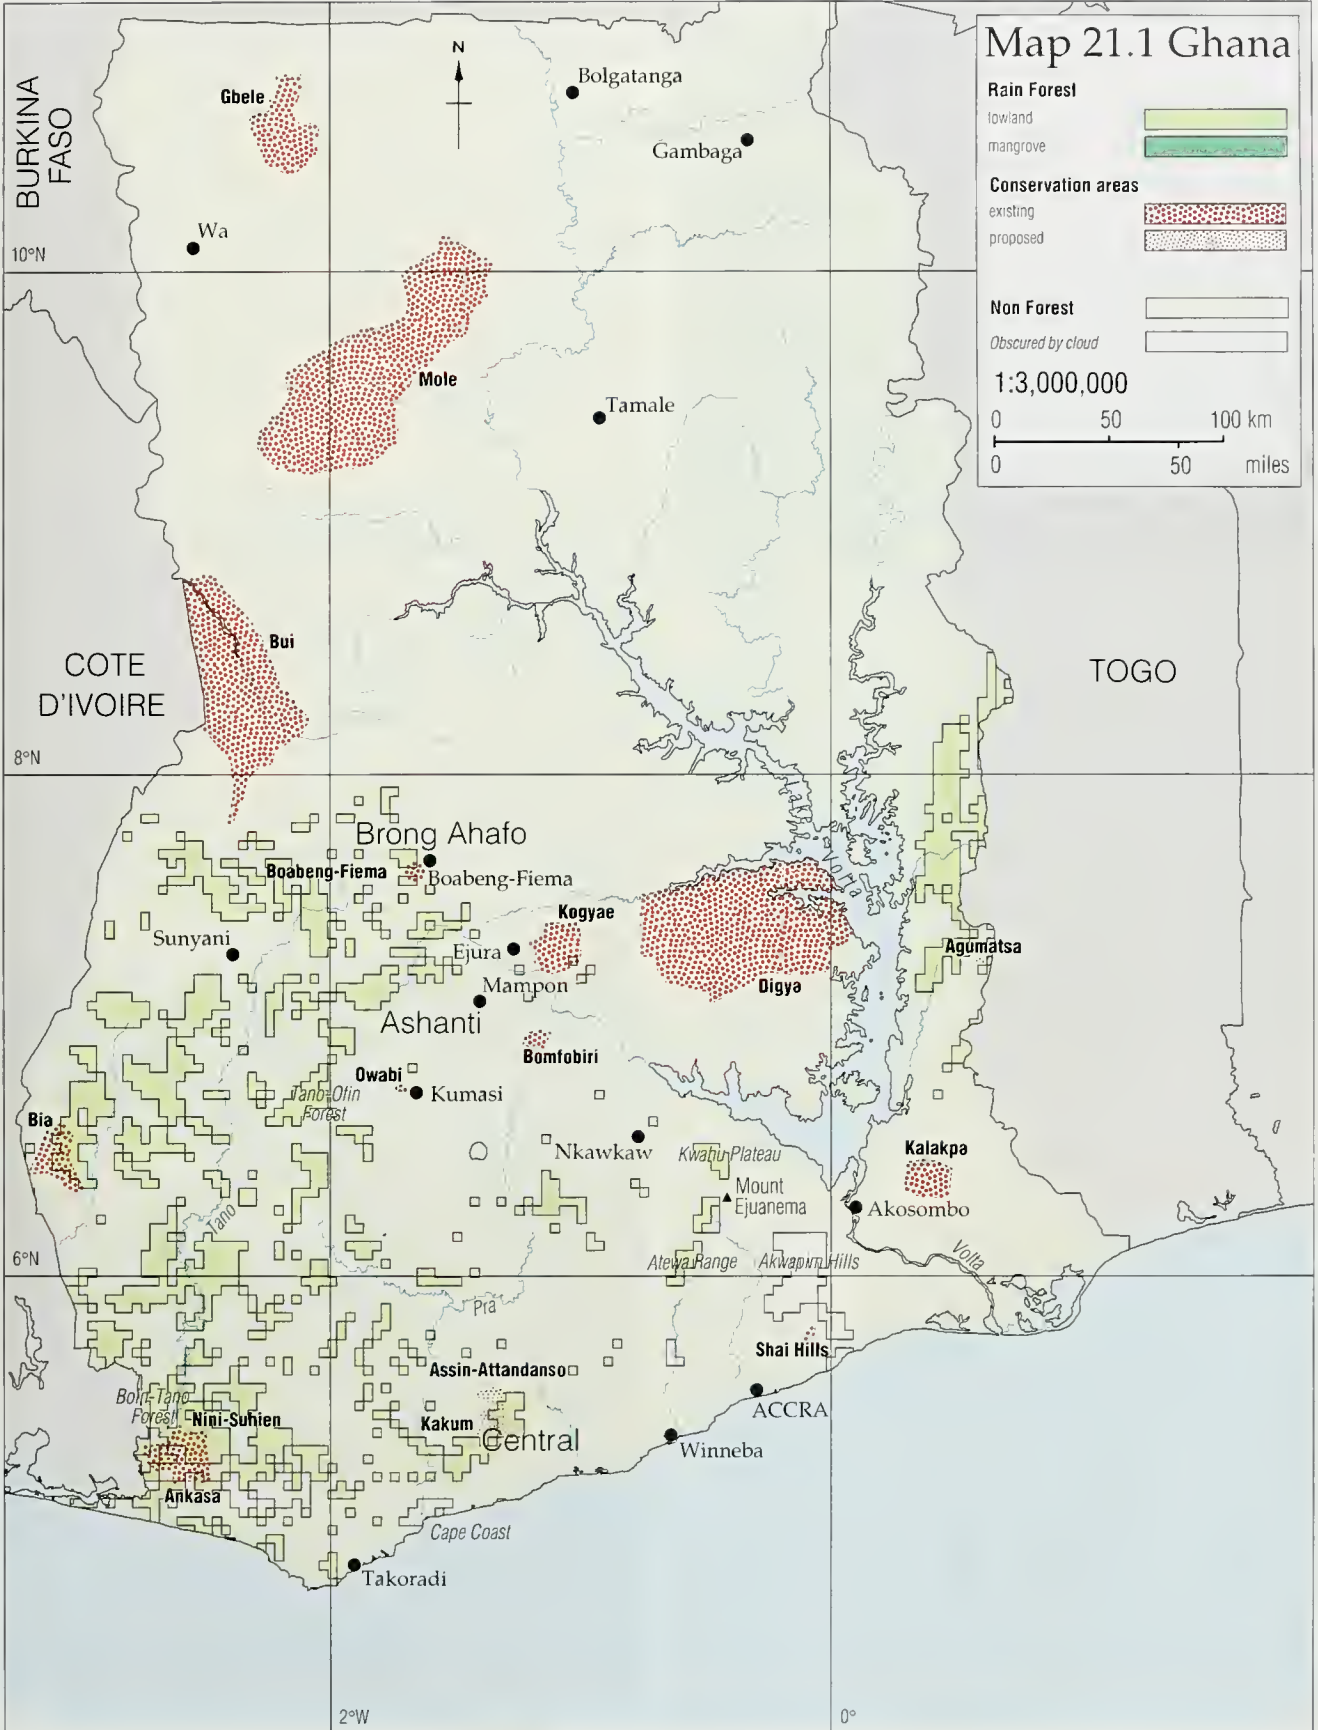 Map 21.1 Ghana
Rain Forest
lowland
mangrove
Conservation areas
existing
proposed
Non Forest
Obscured by cloud
1:3,000,000
0 50 100 km
0 50 miles
N
BURKINA
FASO
Gbele
Bolgatanga
Gambaga
Wa
10°N
Mole
Tamale
Bui
COTE
D'IVOIRE
TOGO
8°N
Lake
Volta
Brong Ahafo
Boabeng-Fiema
Boabeng-Fiema
Kogyae
Sunyani
Ejura
Agumatsa
Mampon
Digya
Ashanti
Bomfobiri
Owabi
Kumasi
Tano-Ofin
Forest
Bia
Nkawkaw
Kwahu Plateau
Kalakpa
Mount
Ejuanema
Akosombo
Tano
Volta
6°N
Atewa Range
Akwapim Hills
Pra
Shai Hills
Assin-Attandanso
Boin-Tano
Forest
Nini-Suhien
ACCRA
Kakum
Central
Winneba
Ankasa
Cape Coast
Takoradi
2°W
0°